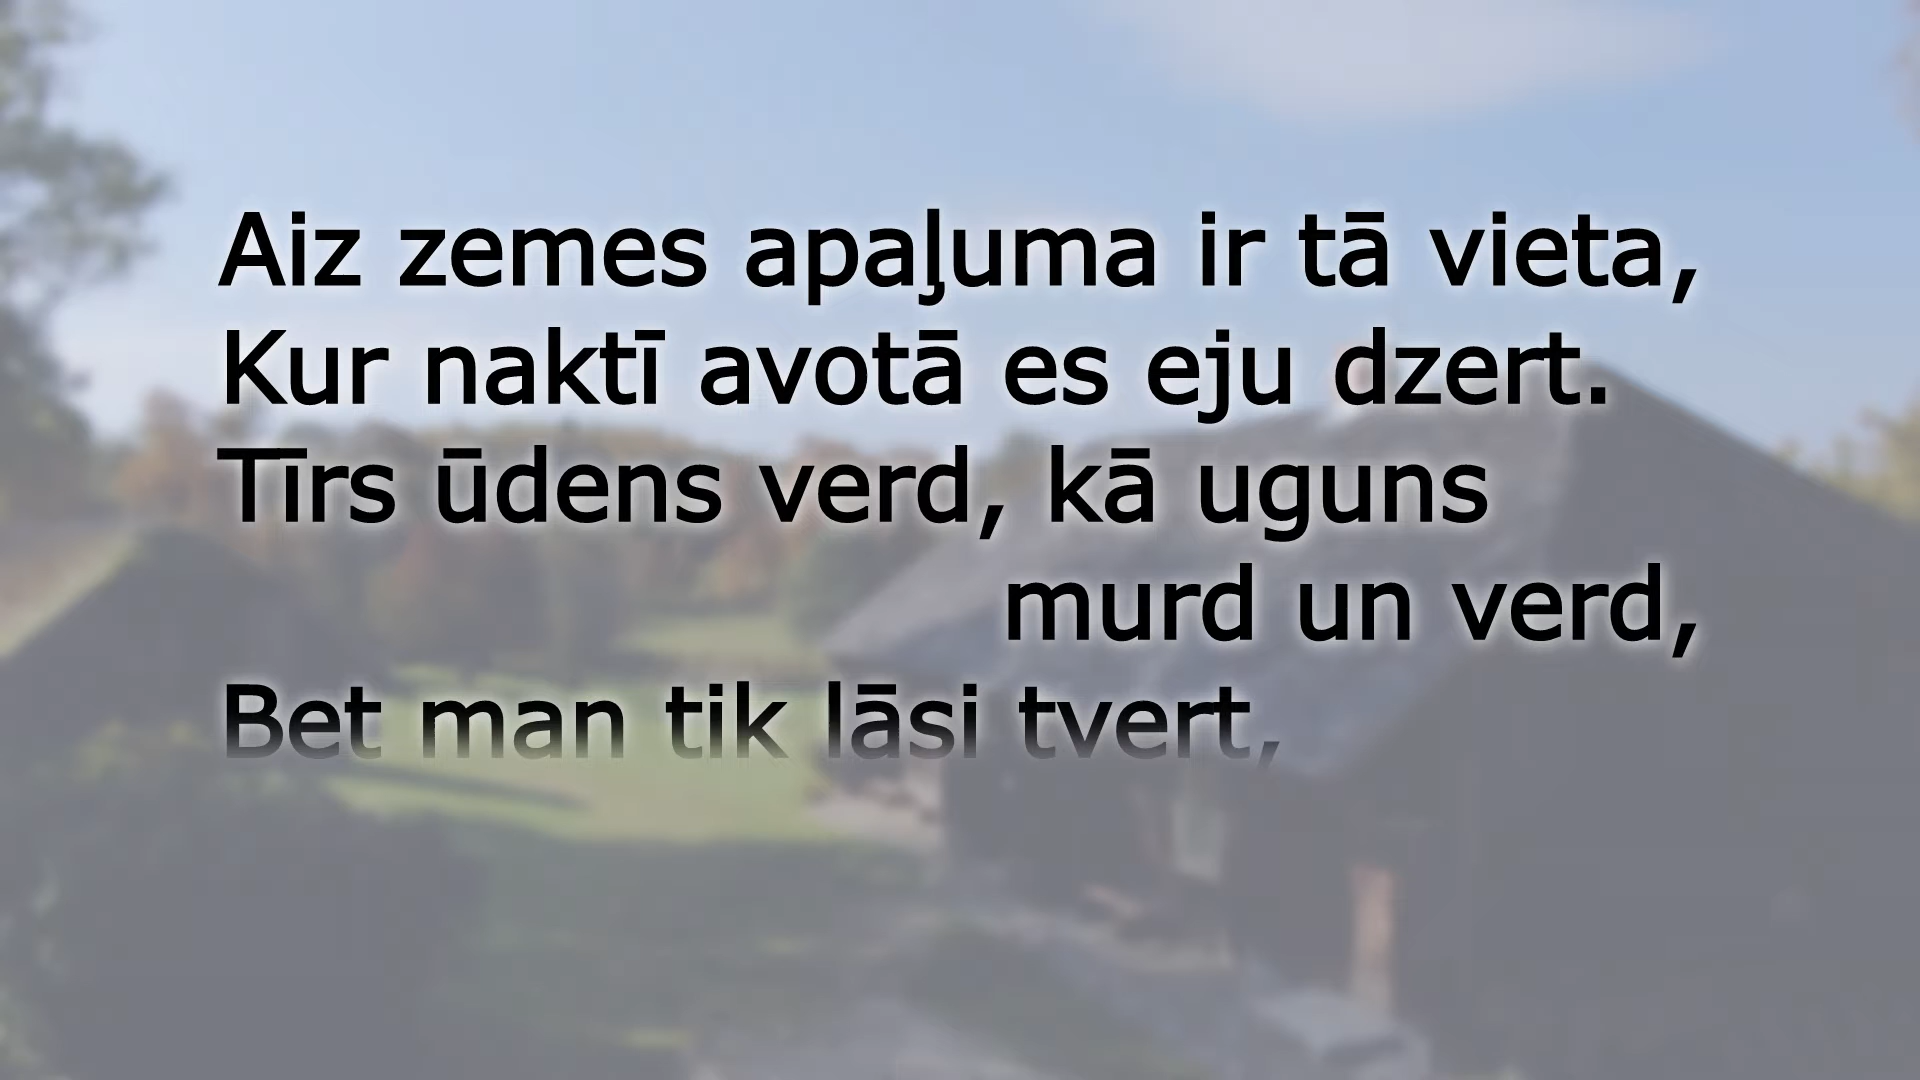 Aiz zemes apaļuma ir tā vieta,
Kur naktī avotā es eju dzert.
Tīrs ūdens verd, kā uguns
murd un verd,
Bet man tik lāsi tvert,